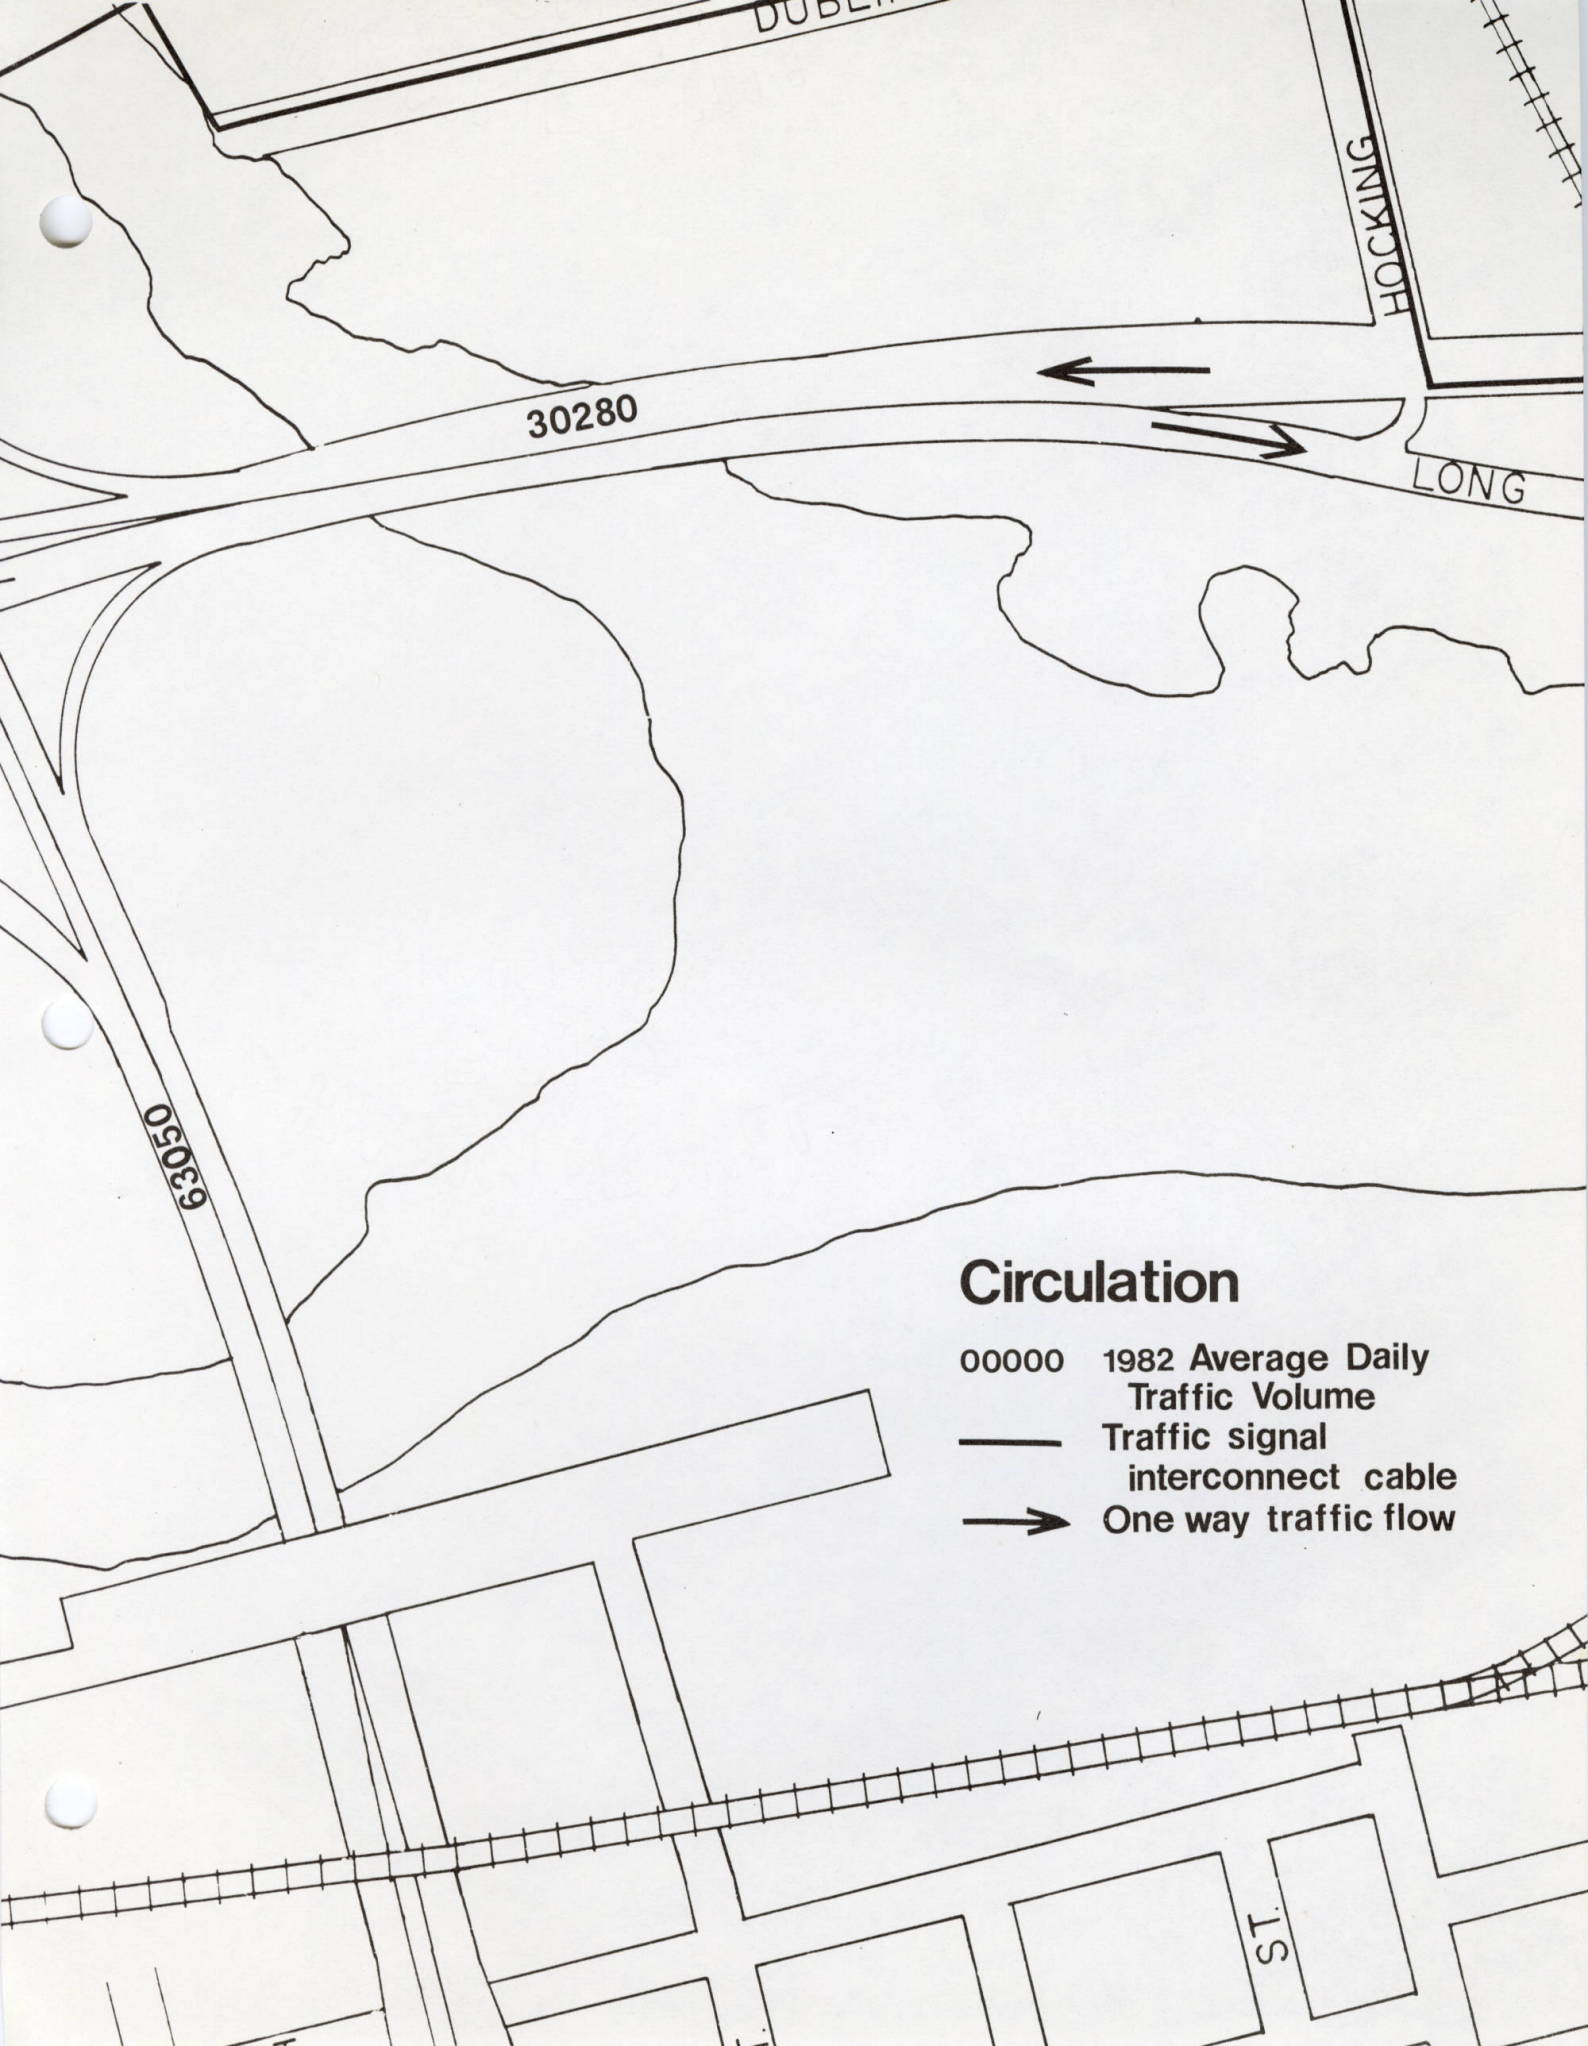 HOCKING
30280
LONG
63050
Circulation
00000 1982 Average Daily
Traffic Volume
Traffic signal
interconnect cable
One way traffic flow
ST.